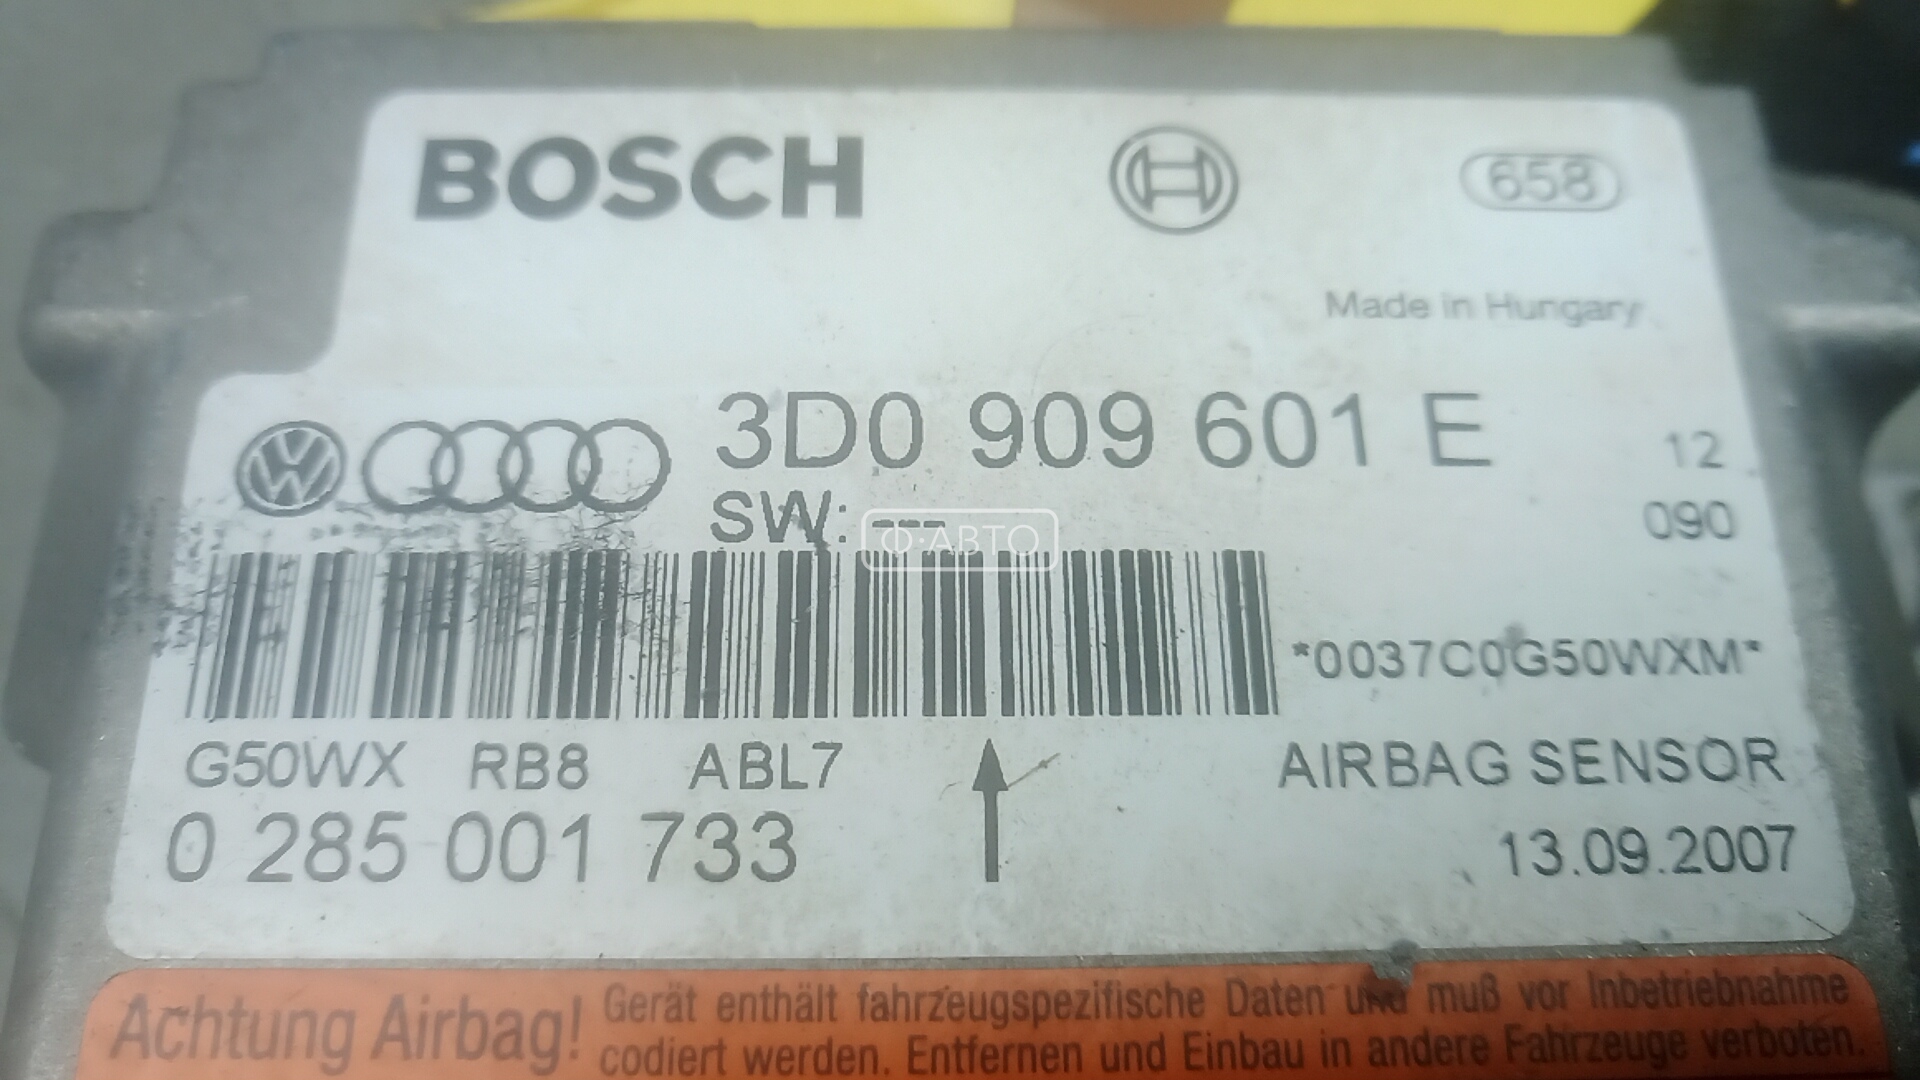 BOSCH
658
Made in Hungary
3D0 909 601 E
12
SW: ---
090
Ф·АВТО
*0037C0G50WXM*
G50WX RB8 ABL7
AIRBAG SENSOR
0 285 001 733
13.09.2007
Achtung Airbag!
Gerät enthält fahrzeugspezifische Daten und muß vor Inbetriebnahme
codiert werden. Entfernen und Einbau in andere Fahrzeuge verboten.